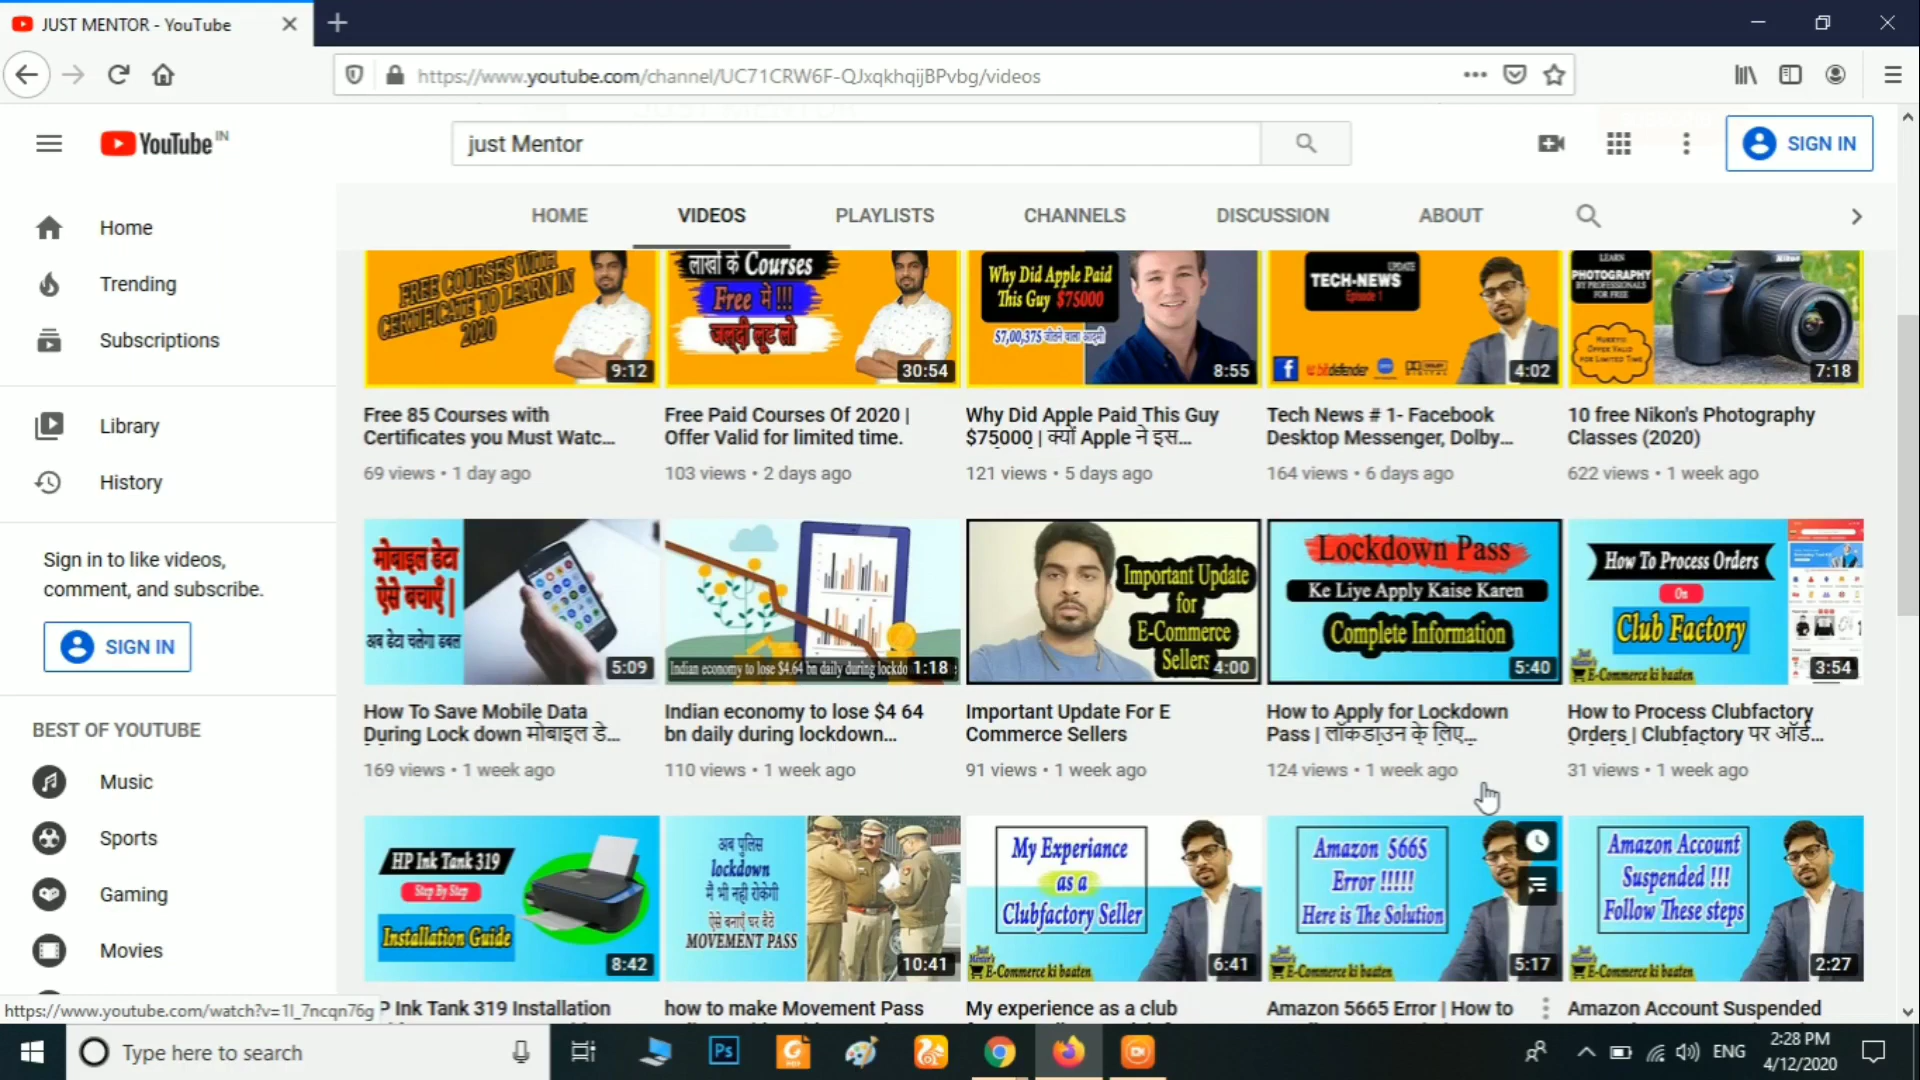 JUST MENTOR - YouTube
https://www.youtube.com/channel/UC71CRW6F-QJxqkhqijBPvbg/videos
YouTube IN
just Mentor
SIGN IN
HOME VIDEOS PLAYLISTS CHANNELS DISCUSSION ABOUT
Home
Trending
Subscriptions
Library
History
Sign in to like videos,
comment, and subscribe.
SIGN IN
BEST OF YOUTUBE
Music
Sports
Gaming
Movies
FREE COURSES WITH
CERTIFICATE TO LEARN IN
2020
9:12
Free 85 Courses with
Certificates you Must Watc...
69 views • 1 day ago
लाखों के Courses
Free में !!!
जल्दी लूट लो
30:54
Free Paid Courses Of 2020 |
Offer Valid for limited time.
103 views • 2 days ago
Why Did Apple Paid
This Guy $75000
$7,00,375 जीतने वाला आदमी
8:55
Why Did Apple Paid This Guy
$75000 | क्यों Apple ने इस...
121 views • 5 days ago
UPDATE
TECH-NEWS
Episode 1
bitdefender
4:02
Tech News # 1- Facebook
Desktop Messenger, Dolby...
164 views • 6 days ago
LEARN
PHOTOGRAPHY
BY PROFESSIONALS
FOR FREE
HURRY!!
OFFER VALID
FOR LIMITED TIME
Nikon
7:18
10 free Nikon's Photography
Classes (2020)
622 views • 1 week ago
मोबाइल डेटा
ऐसे बचाएँ |
अब डेटा चलेगा डबल
5:09
How To Save Mobile Data
During Lock down मोबाइल डे...
169 views • 1 week ago
Indian economy to lose $4.64 bn daily during lockdo
1:18
Indian economy to lose $4 64
bn daily during lockdown...
110 views • 1 week ago
Important Update
for
E-Commerce
Sellers
4:00
Important Update For E
Commerce Sellers
91 views • 1 week ago
Lockdown Pass
Ke Liye Apply Kaise Karen
Complete Information
5:40
How to Apply for Lockdown
Pass | लॉकडाउन के लिए...
124 views • 1 week ago
How To Process Orders
On
Club Factory
Just
Mentor's
E-Commerce ki baaten
3:54
How to Process Clubfactory
Orders | Clubfactory पर ऑर्ड...
31 views • 1 week ago
HP Ink Tank 319
Step By Step
Installation Guide
8:42
P Ink Tank 319 Installation
अब पुलिस
lockdown
मैं भी नहीं रोकेगी
ऐसे बनाएँ घर बैठे
MOVEMENT PASS
10:41
how to make Movement Pass
My Experiance
as a
Clubfactory Seller
Just
Mentor's
E-Commerce ki baaten
6:41
My experience as a club
Amazon 5665
Error !!!!!
Here is The Solution
Just
Mentor's
E-Commerce ki baaten
5:17
Amazon 5665 Error | How to
Amazon Account
Suspended !!!
Follow These steps
Just
Mentor's
E-Commerce ki baaten
2:27
Amazon Account Suspended
https://www.youtube.com/watch?v=1I_7ncqn76g
Type here to search
Ps
ENG
2:28 PM
4/12/2020